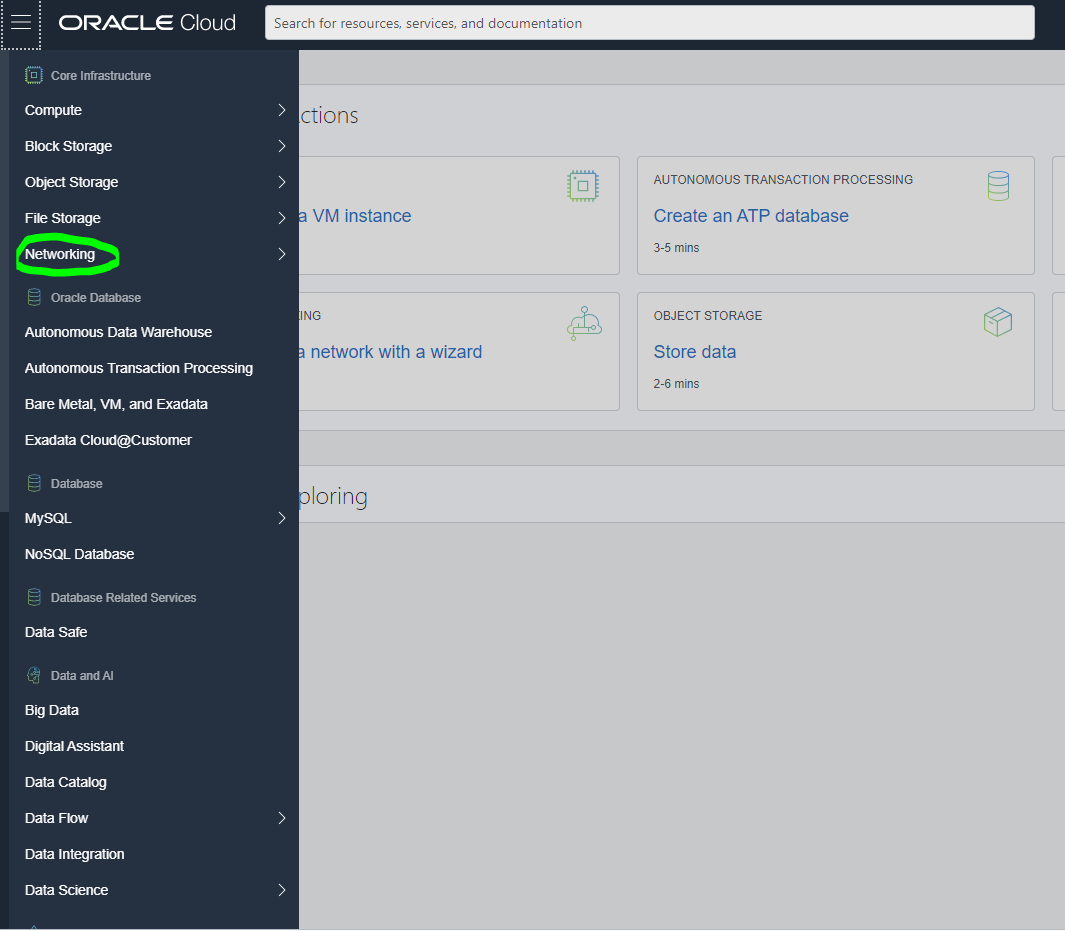 ORACLE Cloud
Search for resources, services, and documentation
Core Infrastructure
Compute
Block Storage
Object Storage
File Storage
Networking
Oracle Database
Autonomous Data Warehouse
Autonomous Transaction Processing
Bare Metal, VM, and Exadata
Exadata Cloud@Customer
Database
MySQL
NoSQL Database
Database Related Services
Data Safe
Data and AI
Big Data
Digital Assistant
Data Catalog
Data Flow
Data Integration
Data Science
ctions
a VM instance
AUTONOMOUS TRANSACTION PROCESSING
Create an ATP database
3-5 mins
KING
a network with a wizard
OBJECT STORAGE
Store data
2-6 mins
ploring